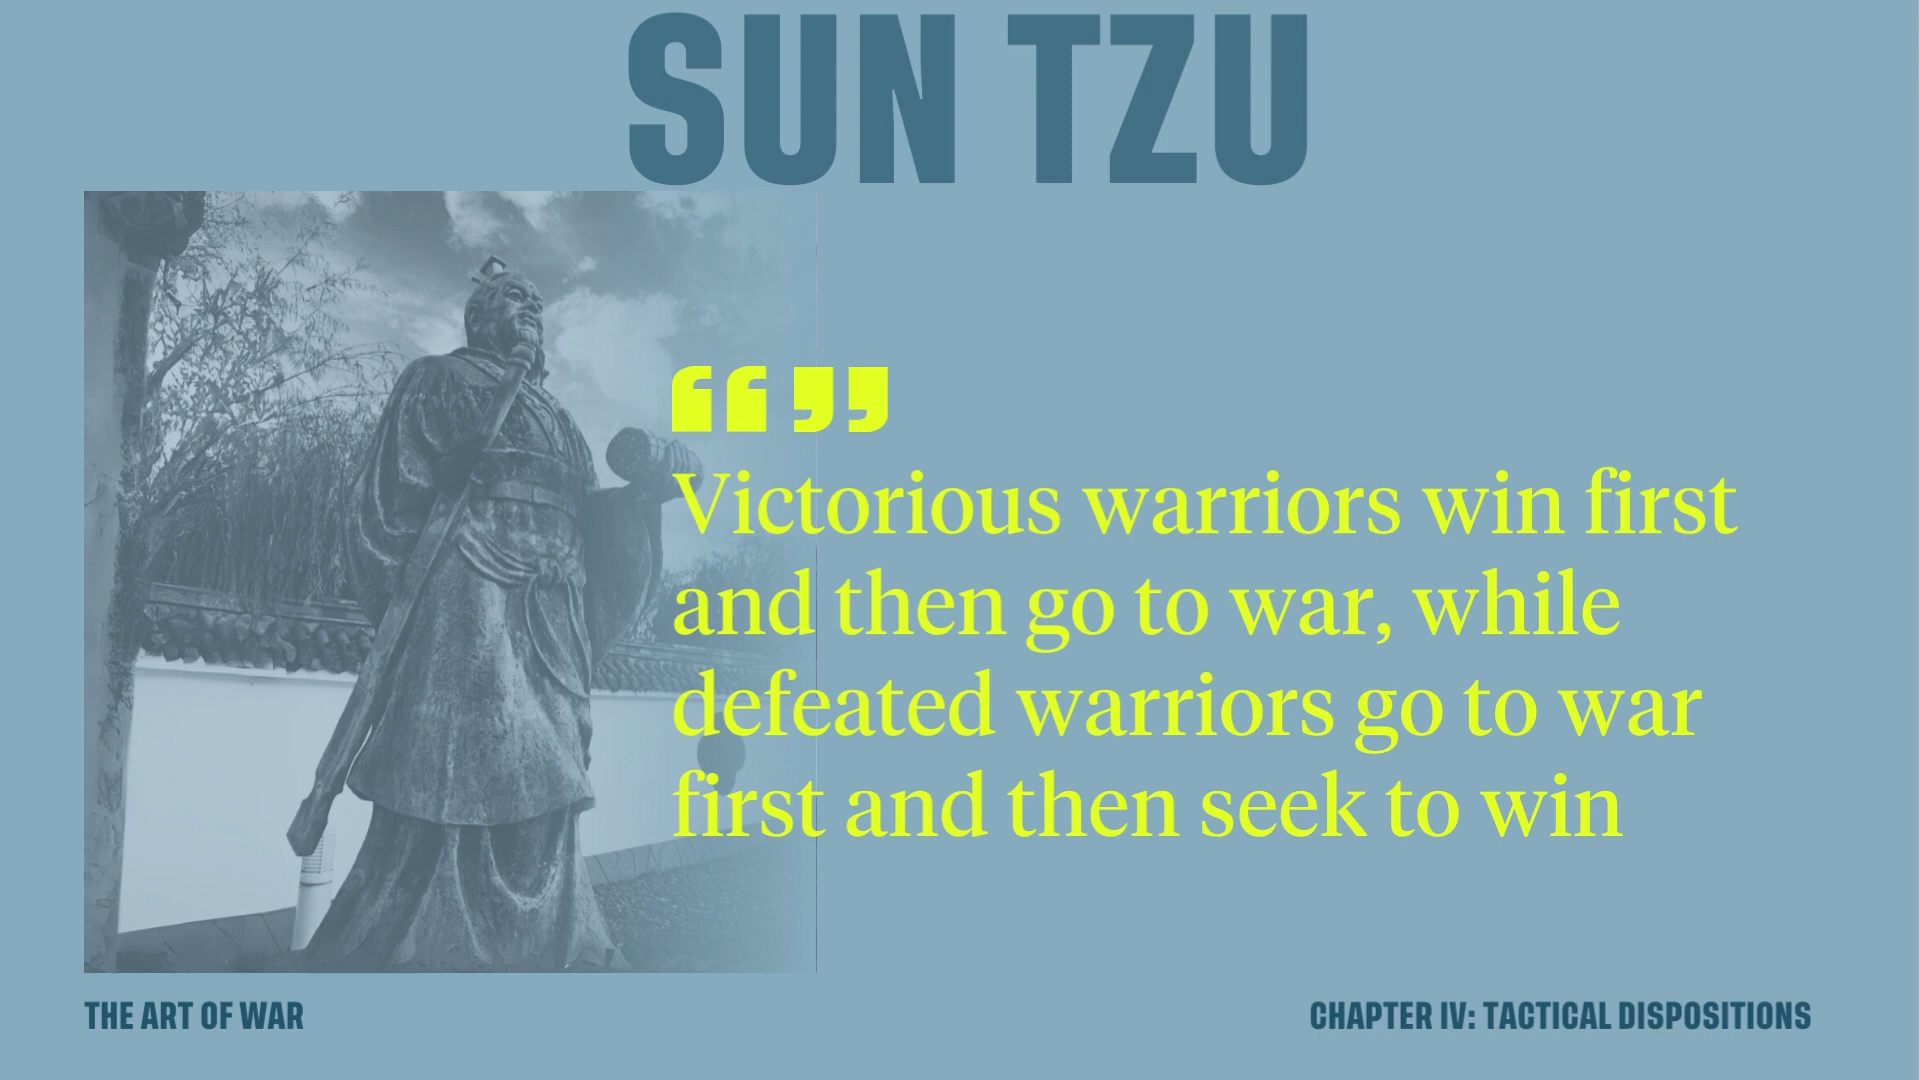 SUN TZU
“”
Victorious warriors win first
and then go to war, while
defeated warriors go to war
first and then seek to win
THE ART OF WAR
CHAPTER IV: TACTICAL DISPOSITIONS